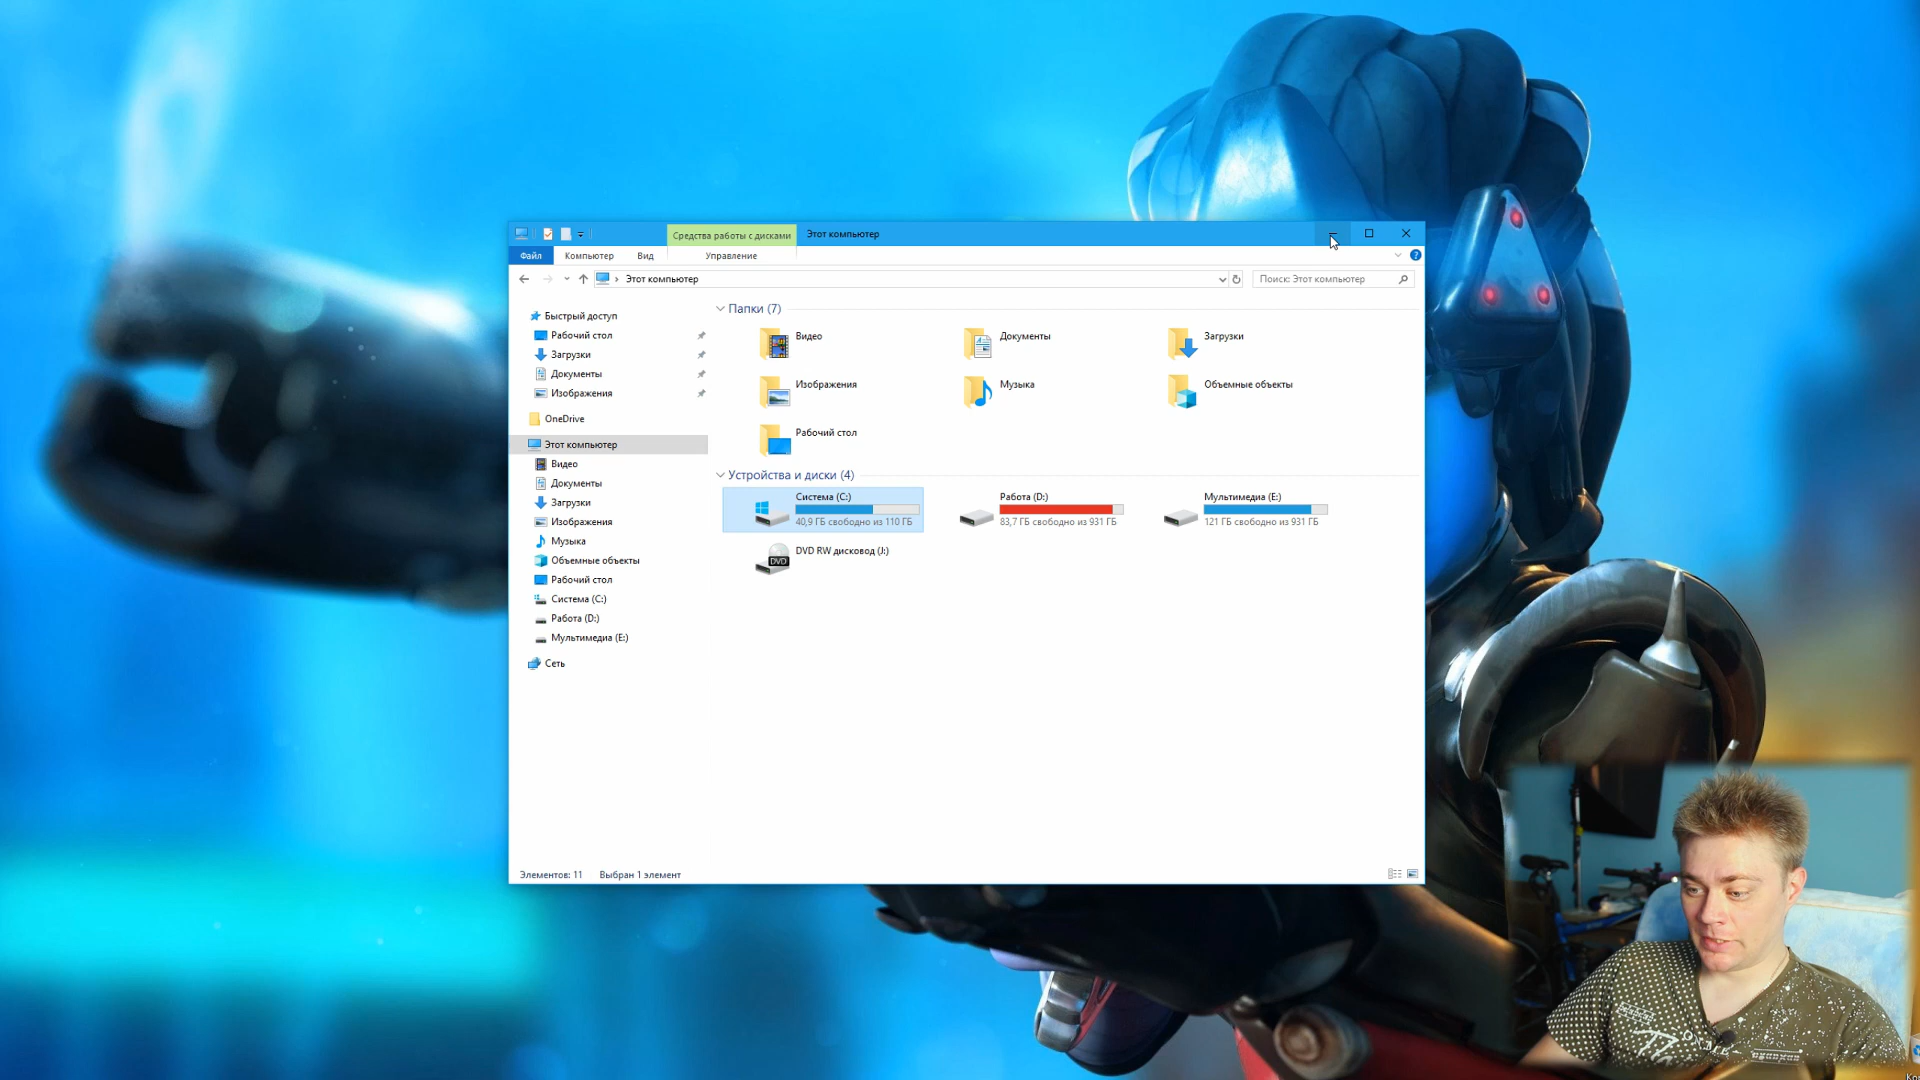 Средства работы с дисками
Этот компьютер
Файл
Компьютер
Вид
Управление
Этот компьютер
Поиск: Этот компьютер
Быстрый доступ
Рабочий стол
Загрузки
Документы
Изображения
OneDrive
Этот компьютер
Видео
Документы
Загрузки
Изображения
Музыка
Объемные объекты
Рабочий стол
Система (C:)
Работа (D:)
Мультимедиа (E:)
Сеть
Папки (7)
Видео
Документы
Загрузки
Изображения
Музыка
Объемные объекты
Рабочий стол
Устройства и диски (4)
Система (C:)
40,9 ГБ свободно из 110 ГБ
Работа (D:)
83,7 ГБ свободно из 931 ГБ
Мультимедиа (E:)
121 ГБ свободно из 931 ГБ
DVD
DVD RW дисковод (J:)
Элементов: 11
Выбран 1 элемент